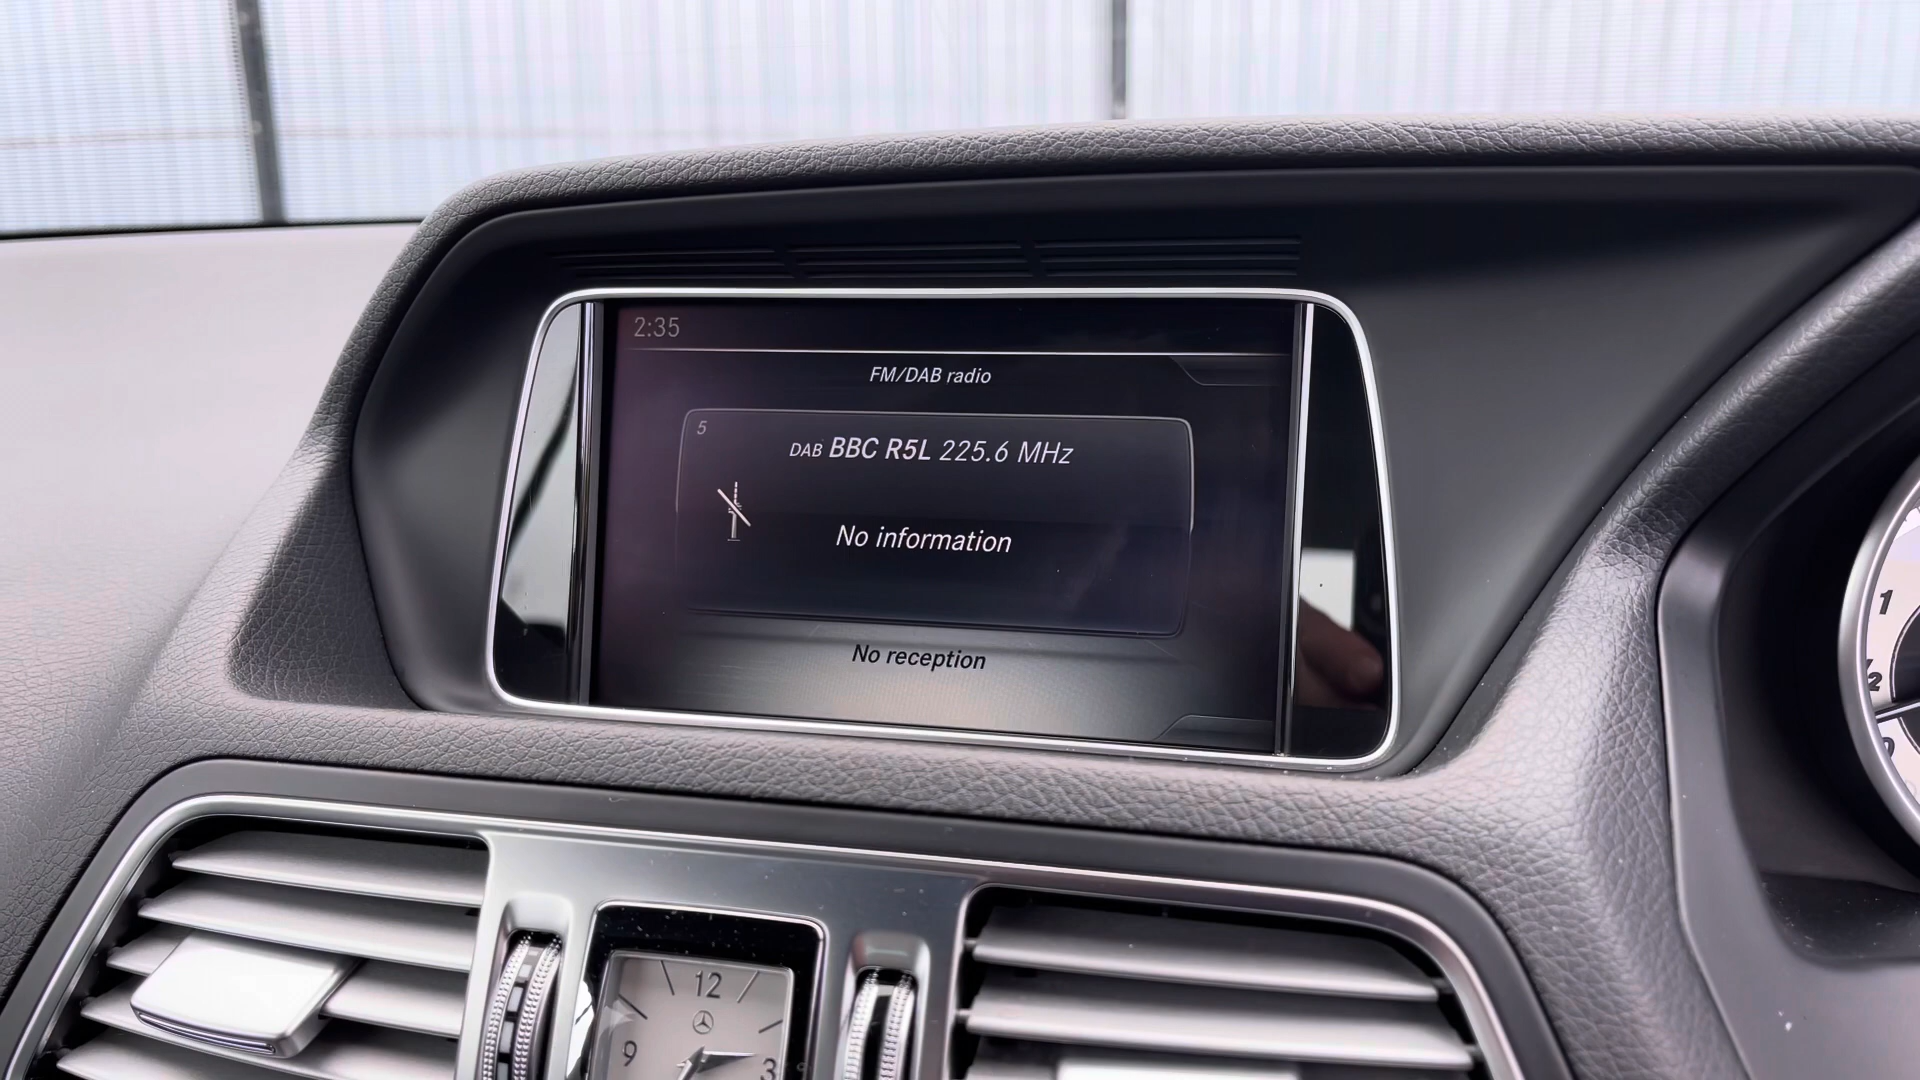 2:35
FM/DAB radio
5
DAB BBC R5L 225.6 MHz
No information
No reception
1
12
9
3